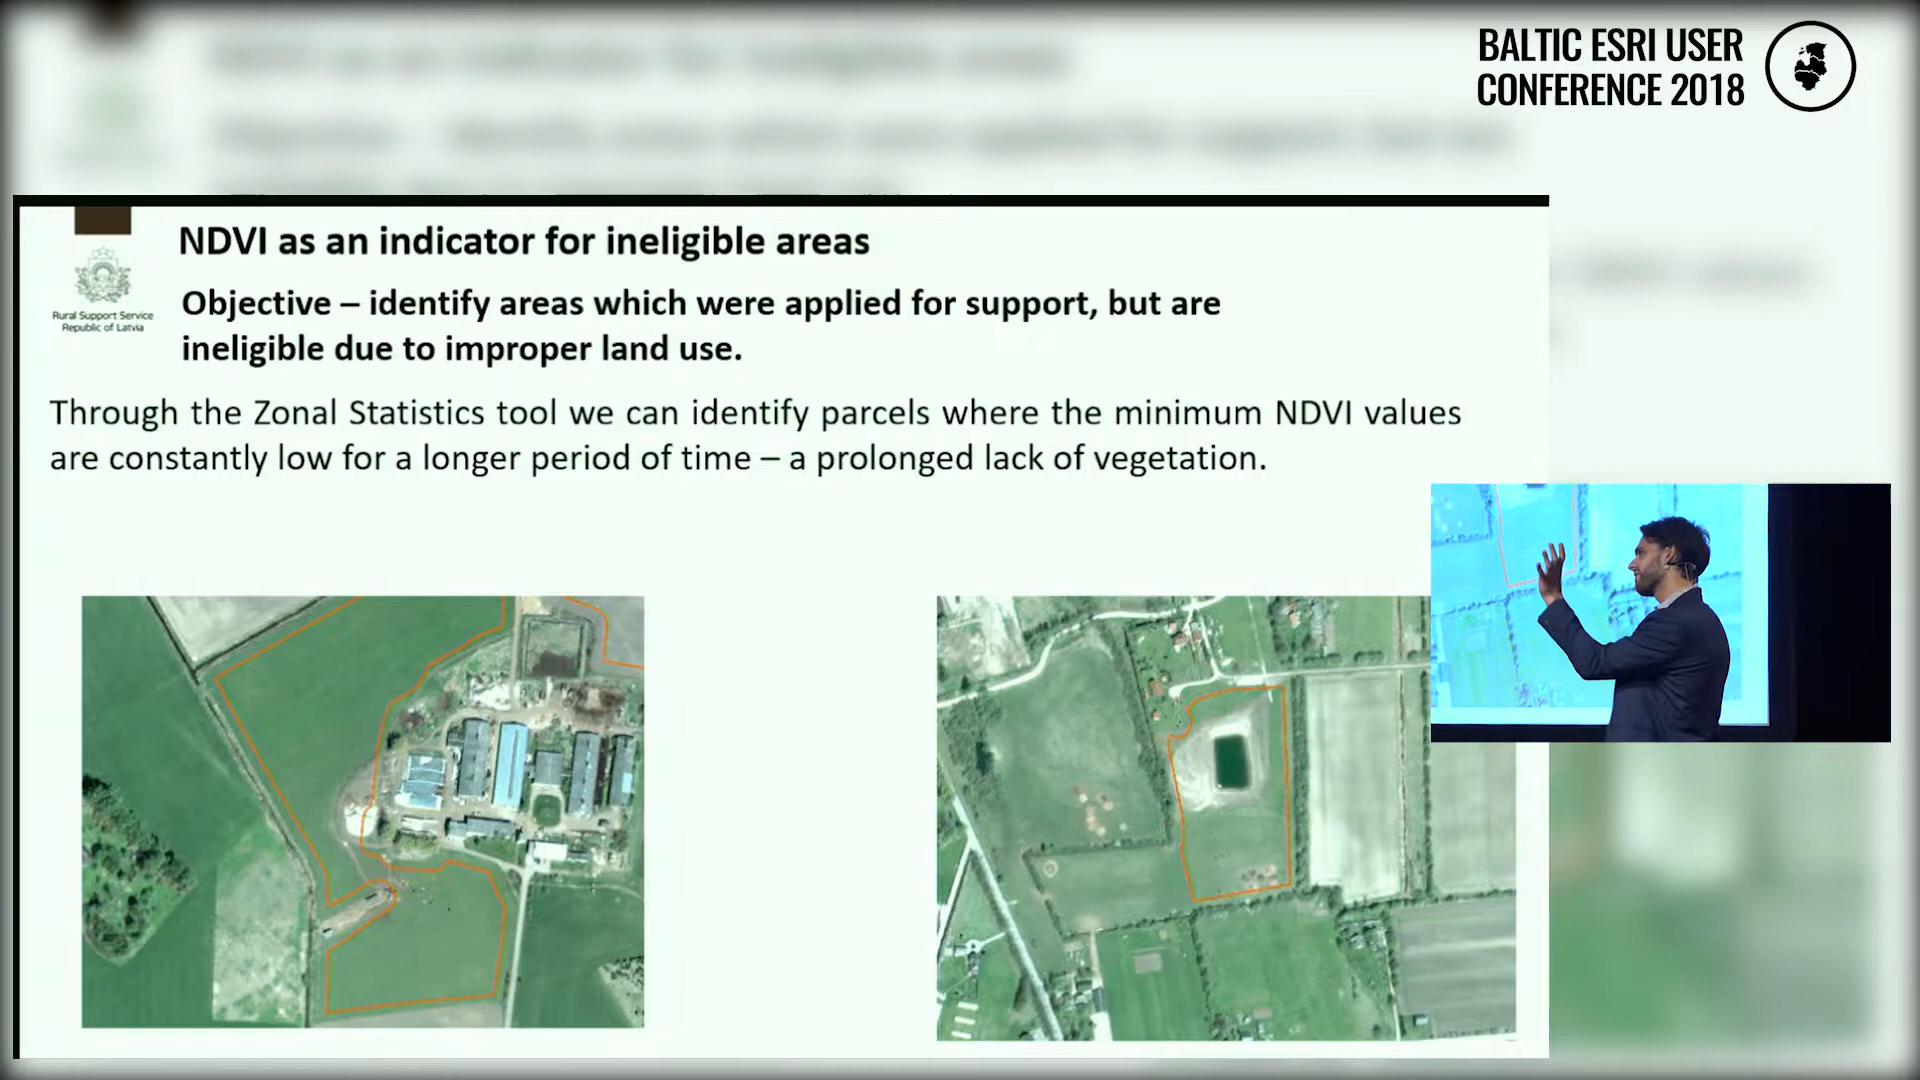 BALTIC ESRI USER
CONFERENCE 2018
NDVI as an indicator for ineligible areas
Rural Support Service
Republic of Latvia
Objective – identify areas which were applied for support, but are
ineligible due to improper land use.
Through the Zonal Statistics tool we can identify parcels where the minimum NDVI values
are constantly low for a longer period of time – a prolonged lack of vegetation.